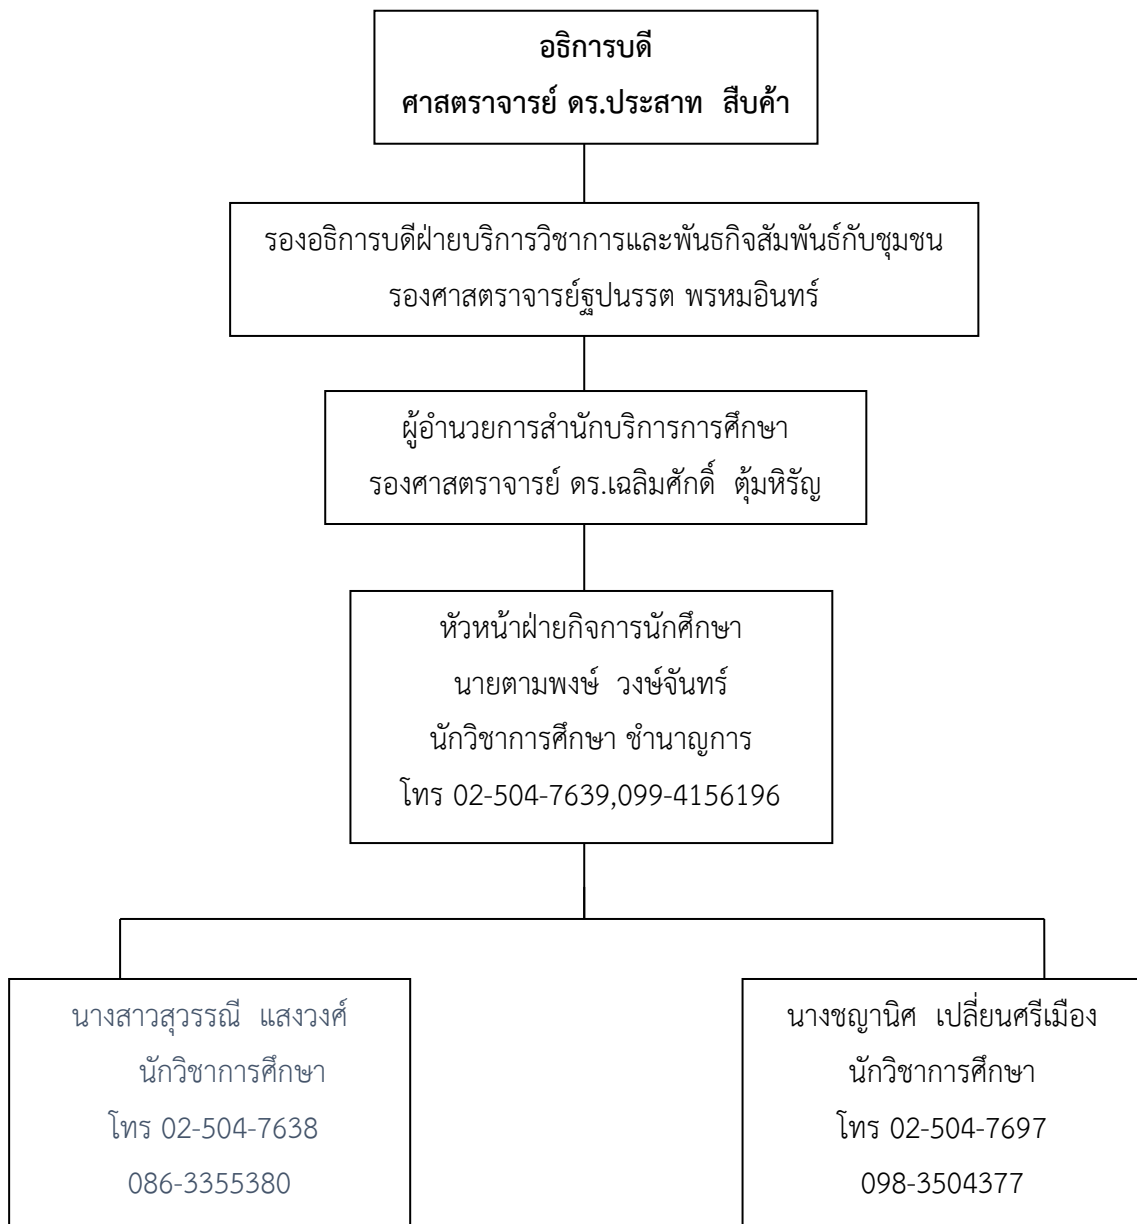 อธิการบดี
ศาสตราจารย์ ดร.ประสาท สืบค้า
รองอธิการบดีฝ่ายบริการวิชาการและพันธกิจสัมพันธ์กับชุมชน
รองศาสตราจารย์ฐปนรรต พรหมอินทร์
ผู้อำนวยการสำนักบริการการศึกษา
รองศาสตราจารย์ ดร.เฉลิมศักดิ์ ตุ้มหิรัญ
หัวหน้าฝ่ายกิจการนักศึกษา
นายตามพงษ์ วงษ์จันทร์
นักวิชาการศึกษา ชำนาญการ
โทร 02-504-7639,099-4156196
นางสาวสุวรรณี แสงวงศ์
นักวิชาการศึกษา
โทร 02-504-7638
086-3355380
นางชญานิศ เปลี่ยนศรีเมือง
นักวิชาการศึกษา
โทร 02-504-7697
098-3504377